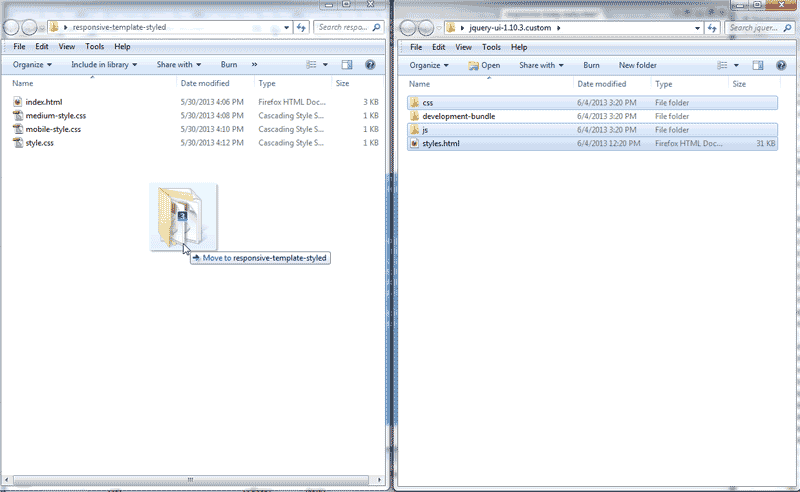 responsive-template-styled
Search respo...
File Edit View Tools Help
Organize Include in library Share with Burn »
Name Date modified Type Size
index.html 5/30/2013 4:06 PM Firefox HTML Doc... 3 KB
medium-style.css 5/30/2013 4:08 PM Cascading Style S... 1 KB
mobile-style.css 5/30/2013 4:10 PM Cascading Style S... 1 KB
style.css 5/30/2013 4:12 PM Cascading Style S... 1 KB
3
Move to responsive-template-styled
jquery-ui-1.10.3.custom
Search jquer...
File Edit View Tools Help
Organize Open Share with Burn New folder
Name Date modified Type Size
css 6/4/2013 3:20 PM File folder
development-bundle 6/4/2013 3:20 PM File folder
js 6/4/2013 3:20 PM File folder
styles.html 6/4/2013 12:20 PM Firefox HTML Doc... 31 KB